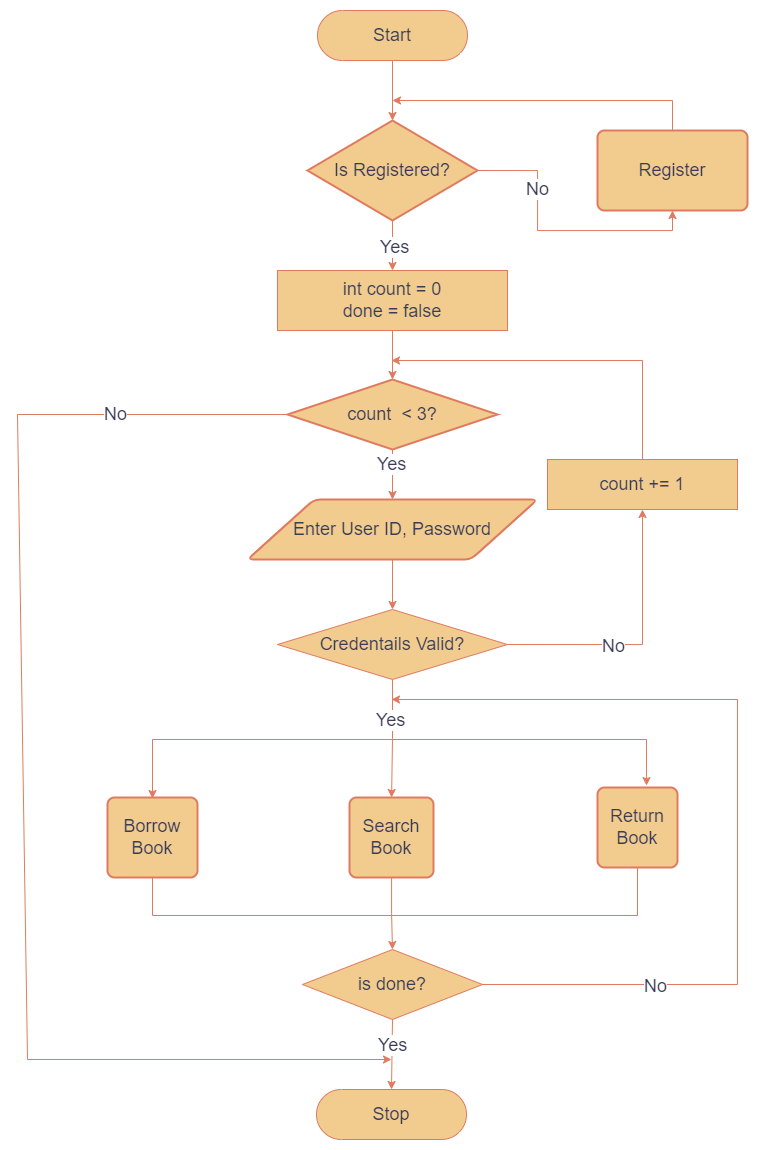 Start
Is Registered?
Register
No
Yes
int count = 0
done = false
count  < 3?
No
Yes
count += 1
Enter User ID, Password
Credentails Valid?
No
Yes
Borrow
Book
Search
Book
Return
Book
is done?
No
Yes
Stop